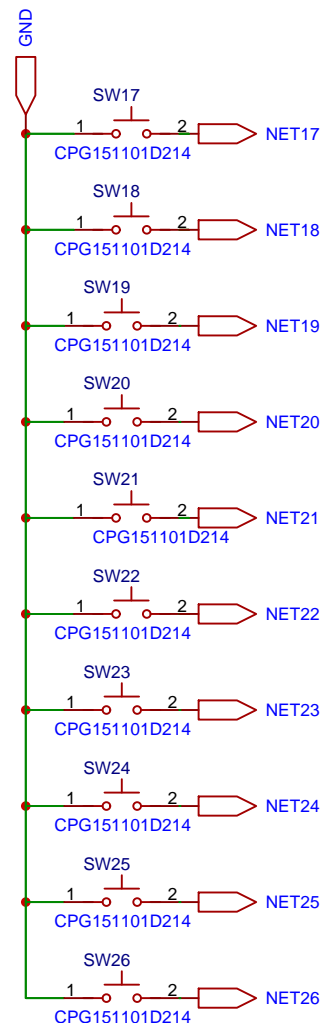 GND
SW17
1 2 NET17
CPG151101D214
SW18
1 2 NET18
CPG151101D214
SW19
1 2 NET19
CPG151101D214
SW20
1 2 NET20
CPG151101D214
SW21
1 2 NET21
CPG151101D214
SW22
1 2 NET22
CPG151101D214
SW23
1 2 NET23
CPG151101D214
SW24
1 2 NET24
CPG151101D214
SW25
1 2 NET25
CPG151101D214
SW26
1 2 NET26
CPG151101D214